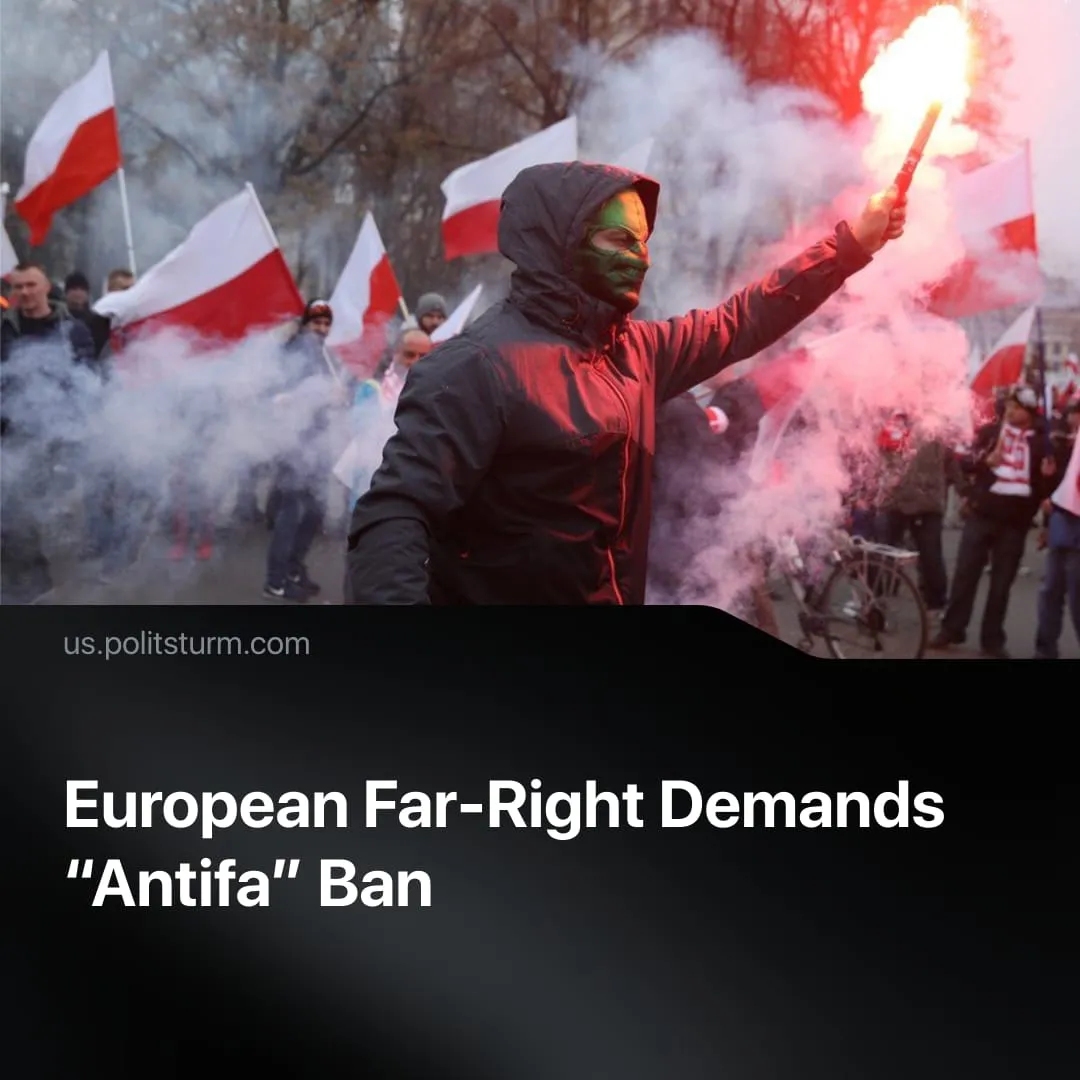 us.politsturm.com
European Far-Right Demands
“Antifa” Ban